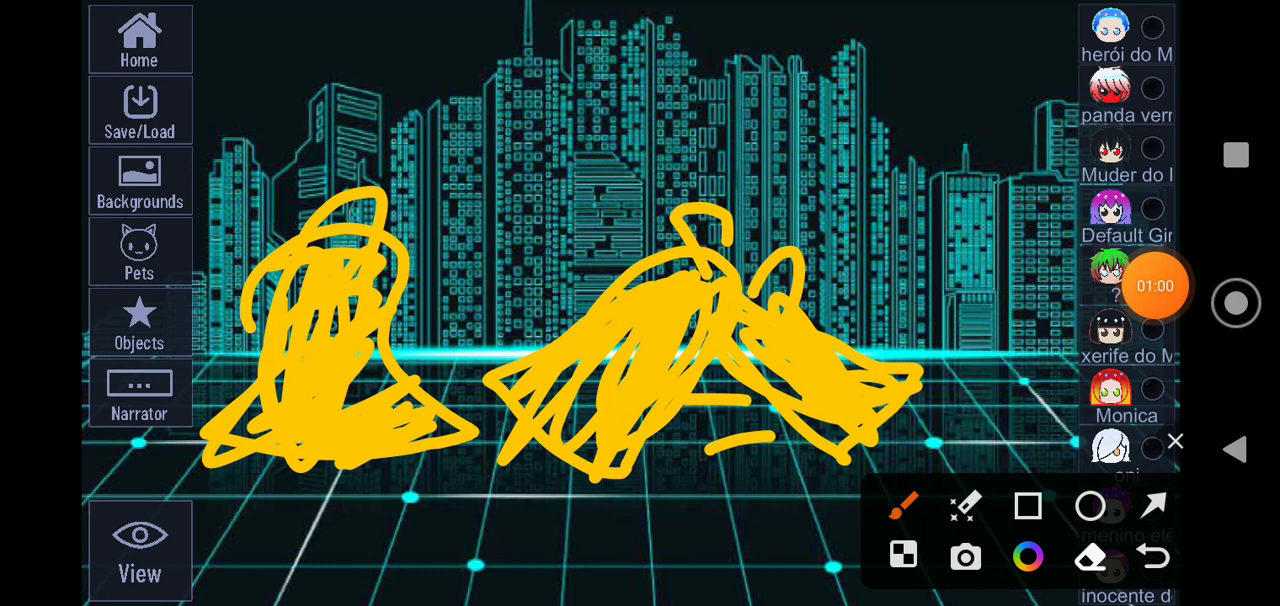 Home
Save/Load
Backgrounds
Pets
Objects
...
Narrator
View
herói do M
panda verr
Muder do I
Default Gir
?
01:00
xerife do M
Monica
oni
menino elé
inocente d